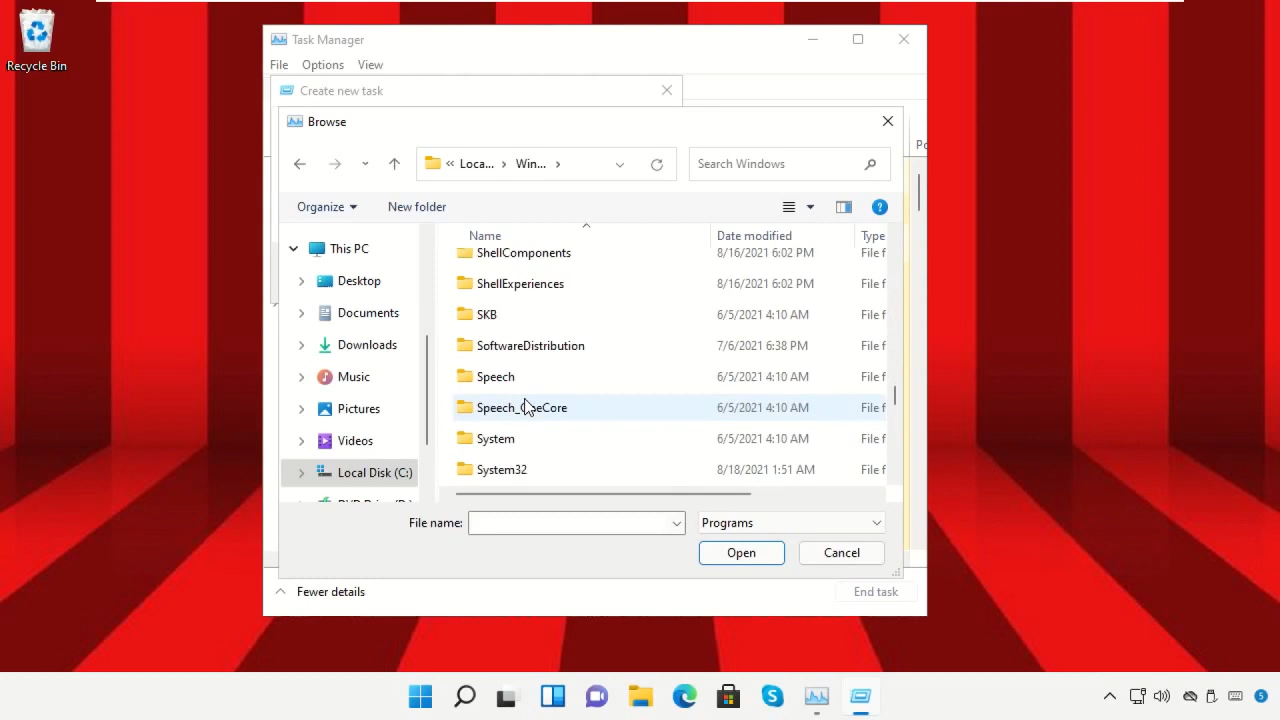 Recycle Bin
Task Manager
File Options View
Create new task
Browse
« Loca... › Win... ›
Search Windows
Organize New folder
Name Date modified Type
This PC
Desktop
Documents
Downloads
Music
Pictures
Videos
Local Disk (C:)
ShellComponents 8/16/2021 6:02 PM File f
ShellExperiences 8/16/2021 6:02 PM File f
SKB 6/5/2021 4:10 AM File f
SoftwareDistribution 7/6/2021 6:38 PM File f
Speech 6/5/2021 4:10 AM File f
Speech_OneCore 6/5/2021 4:10 AM File f
System 6/5/2021 4:10 AM File f
System32 8/18/2021 1:51 AM File f
File name: Programs
Open Cancel
Fewer details End task
5